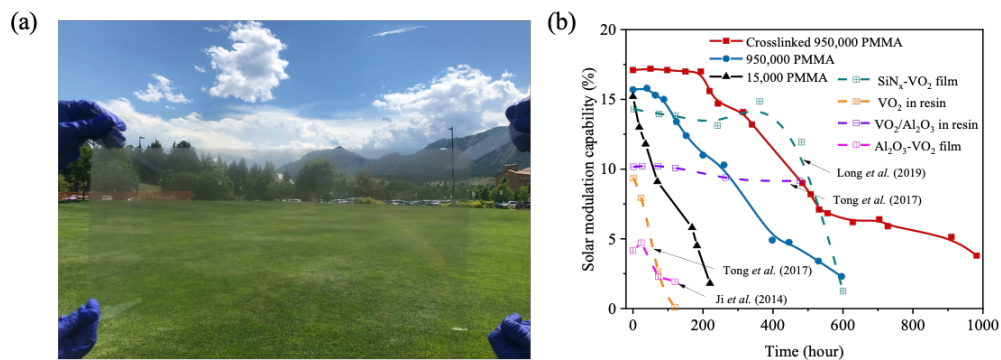 (a)
(b)
Crosslinked 950,000 PMMA
950,000 PMMA
15,000 PMMA
SiNx-VO2 film
VO2 in resin
VO2/Al2O3 in resin
Al2O3-VO2 film
Long et al. (2019)
Tong et al. (2017)
Tong et al. (2017)
Ji et al. (2014)
Solar modulation capability (%)
20
15
10
5
0
0
200
400
600
800
1000
Time (hour)